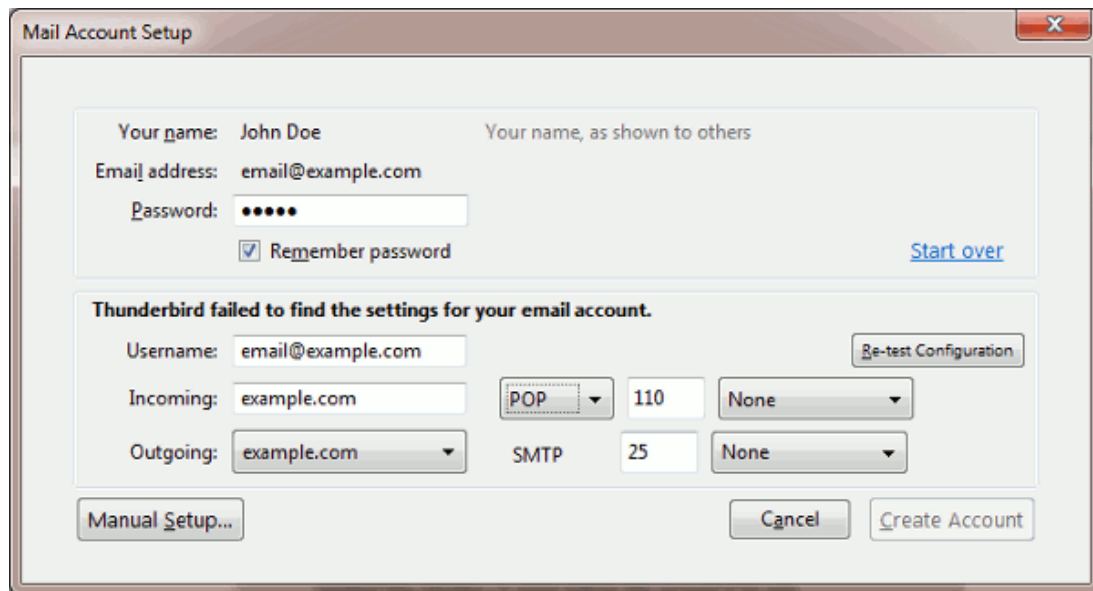 Mail Account Setup
Your name: John Doe Your name, as shown to others
Email address: email@example.com
Password: •••••
Remember password Start over
Thunderbird failed to find the settings for your email account.
Username: email@example.com Re-test Configuration
Incoming: example.com POP 110 None
Outgoing: example.com SMTP 25 None
Manual Setup... Cancel Create Account